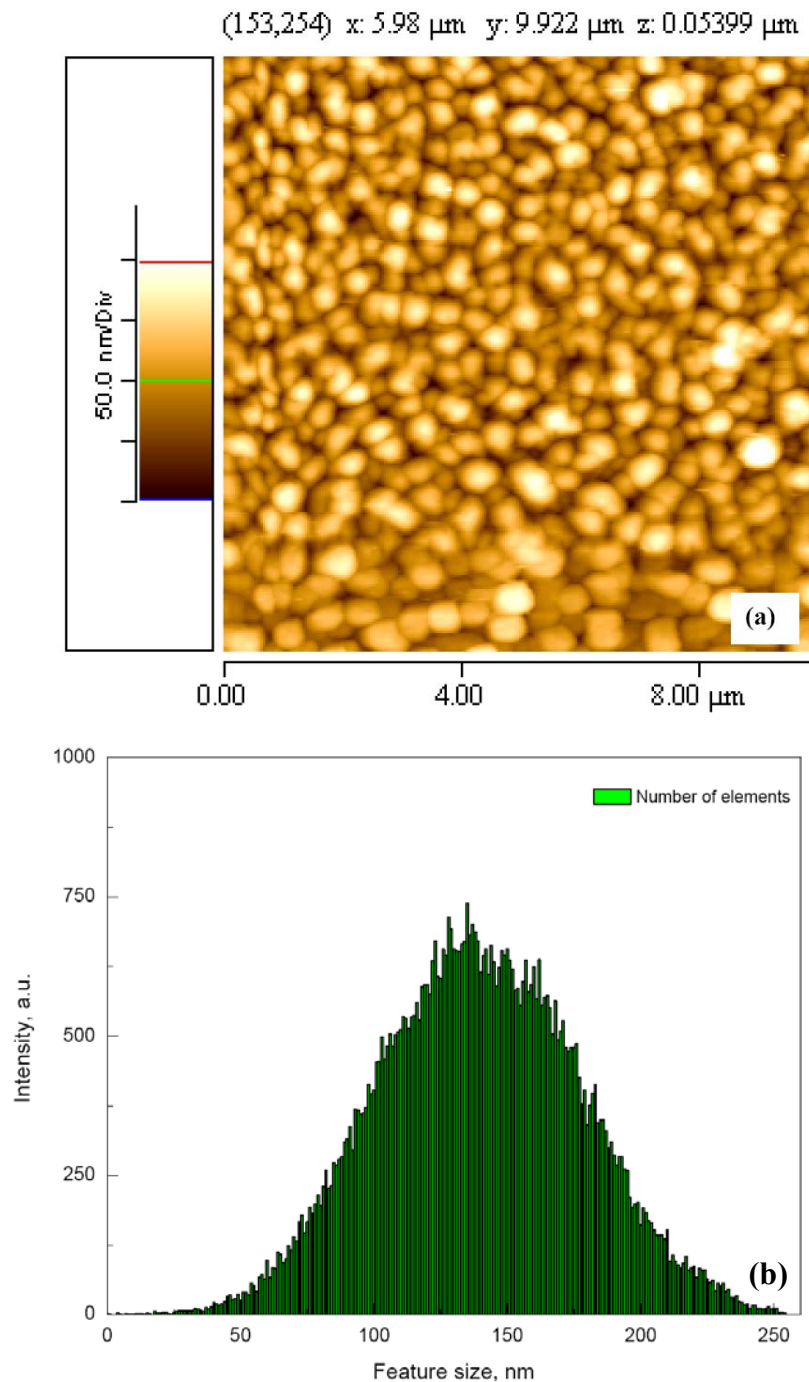 (153,254) x: 5.98 µm y: 9.922 µm z: 0.05399 µm
50.0 nm/Div
(a)
0.00 4.00 8.00 µm
1000
Number of elements
750
500
250
0
Intensity, a.u.
(b)
0 50 100 150 200 250
Feature size, nm